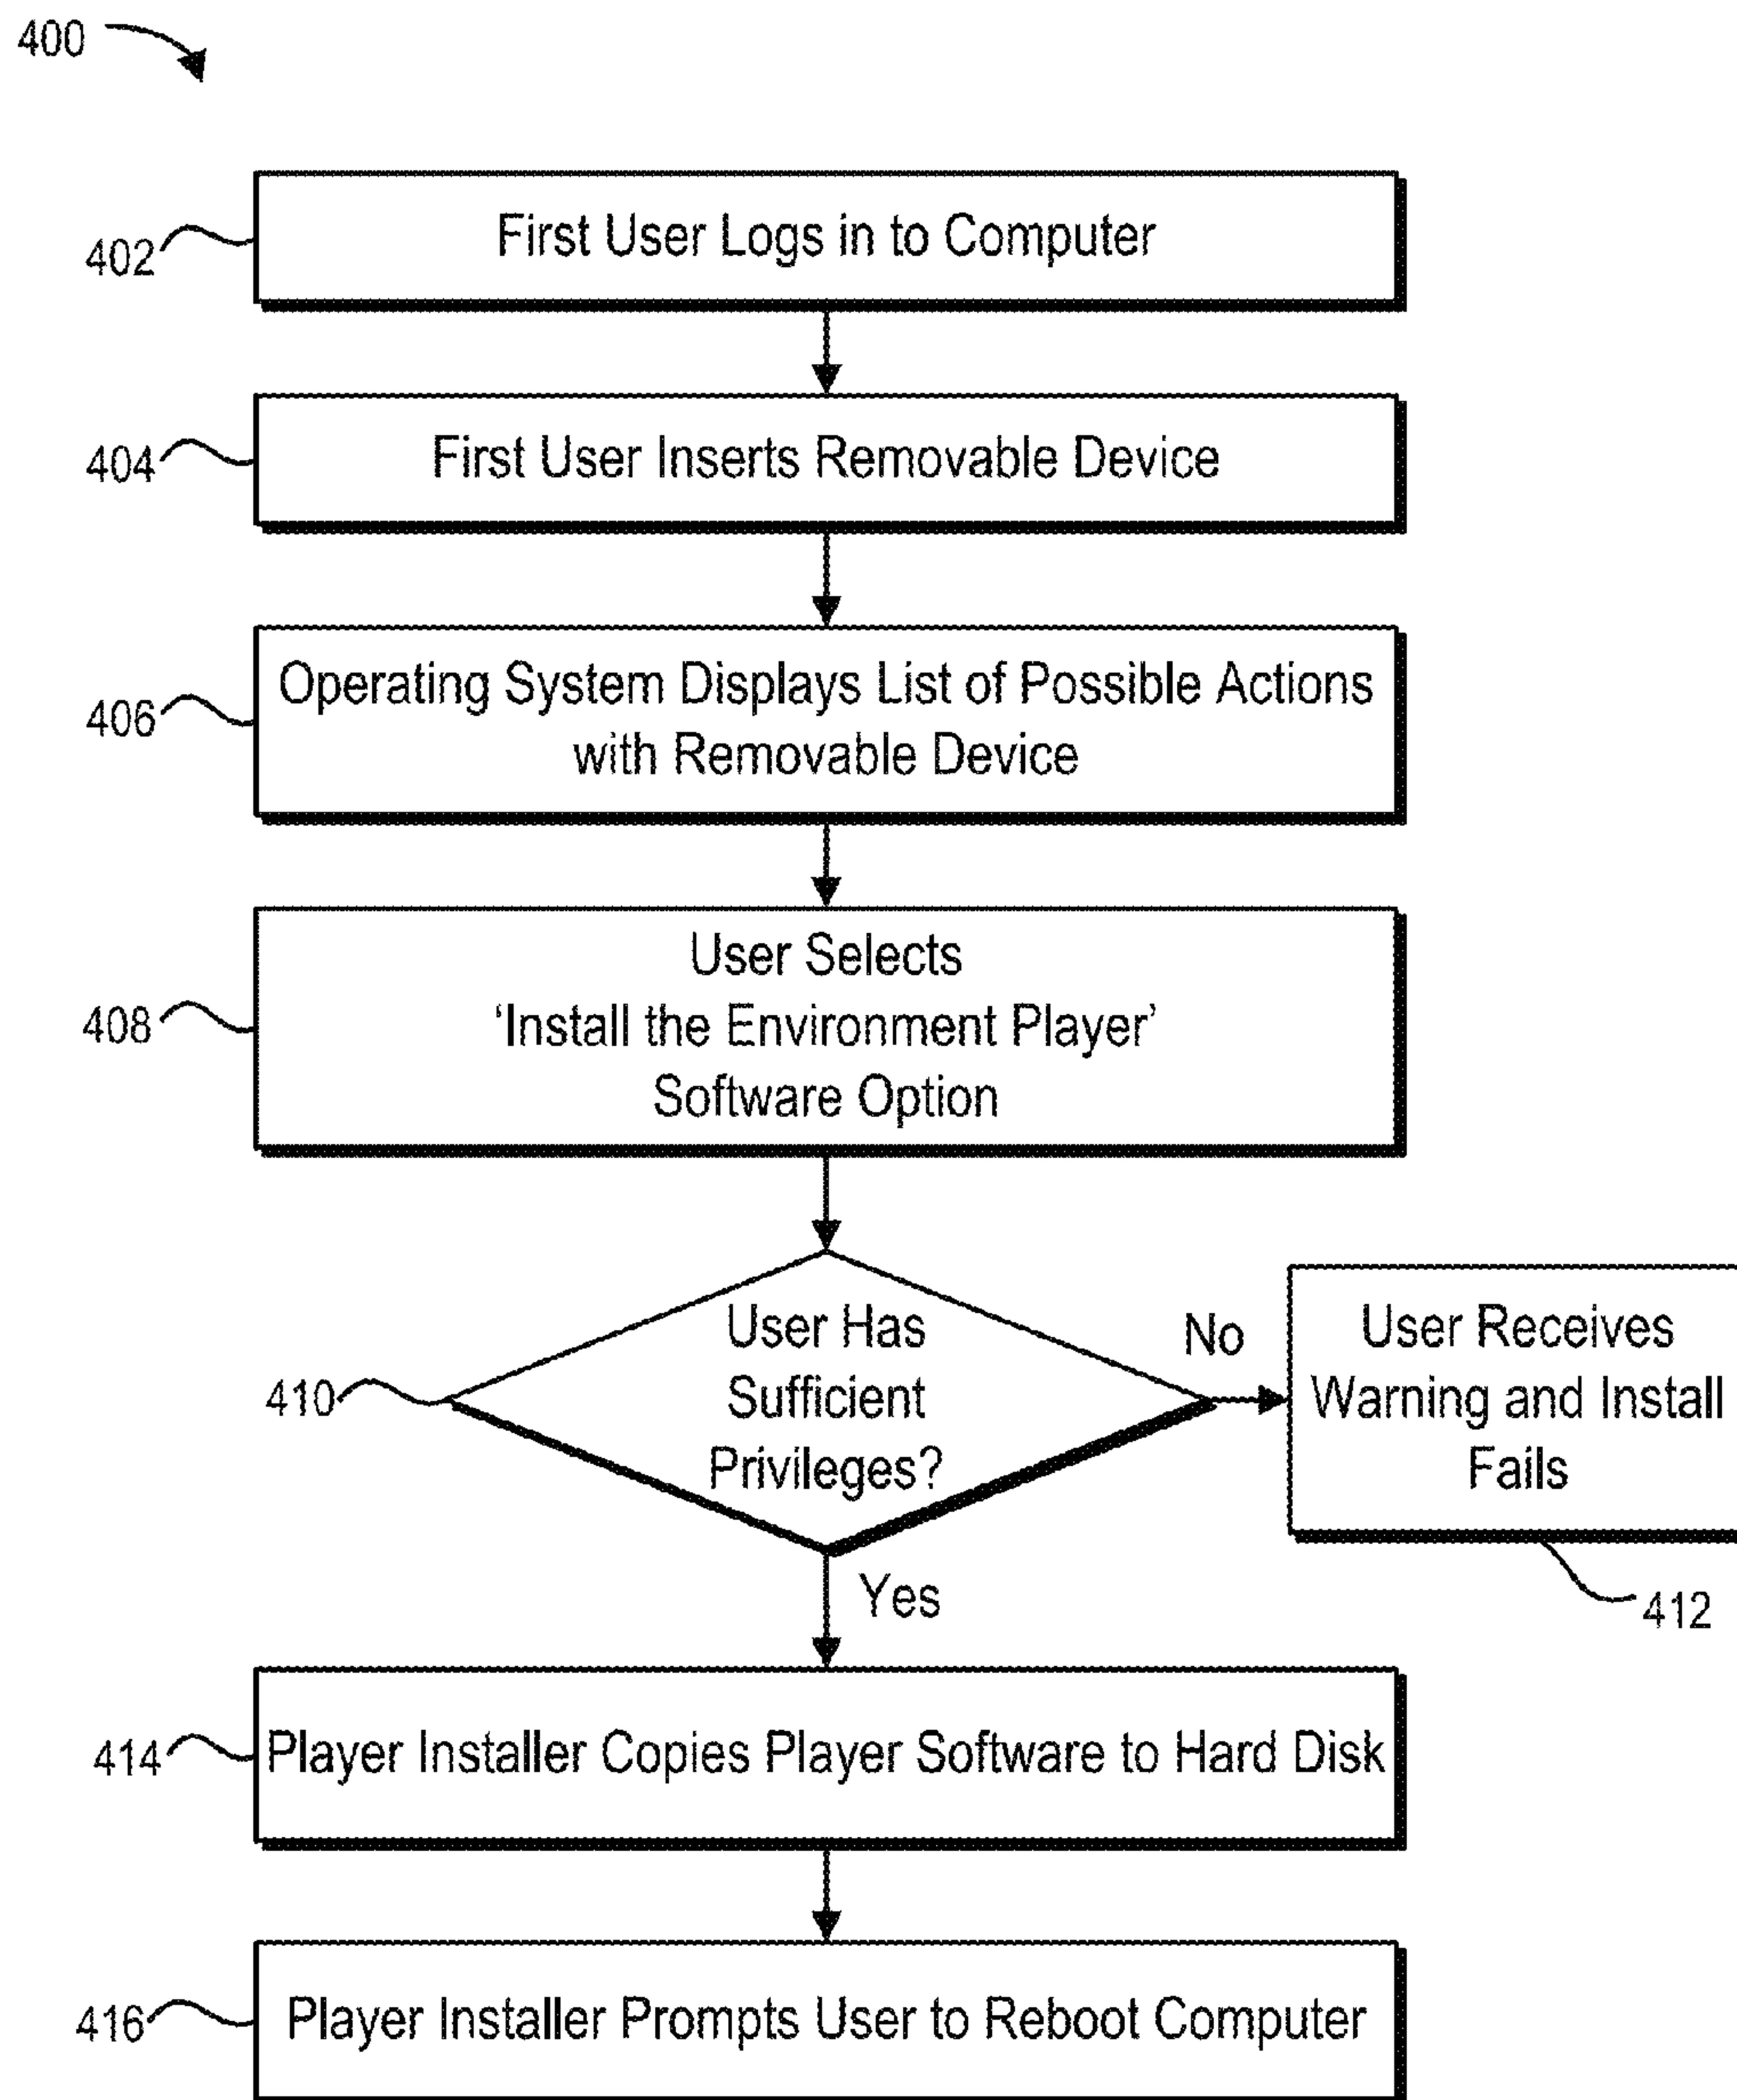 400
First User Logs in to Computer
402
First User Inserts Removable Device
404
Operating System Displays List of Possible Actions
with Removable Device
406
User Selects
‘Install the Environment Player’
Software Option
408
User Has
Sufficient
Privileges?
410
No
User Receives
Warning and Install
Fails
412
Yes
Player Installer Copies Player Software to Hard Disk
414
Player Installer Prompts User to Reboot Computer
416